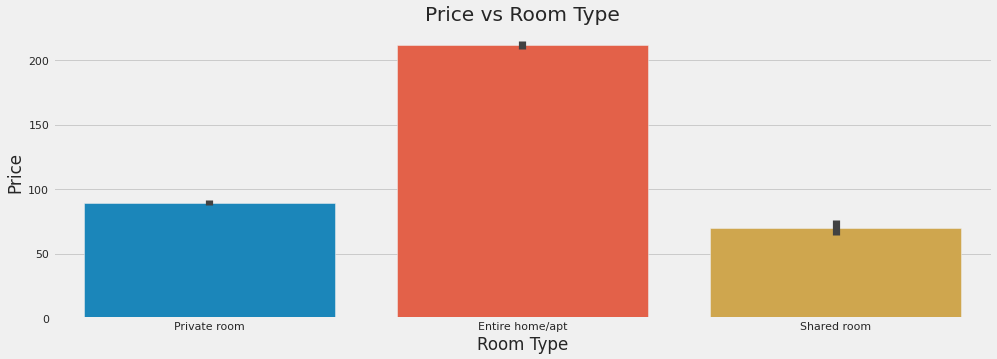 Price vs Room Type
Price
200
150
100
50
0
Private room
Entire home/apt
Shared room
Room Type